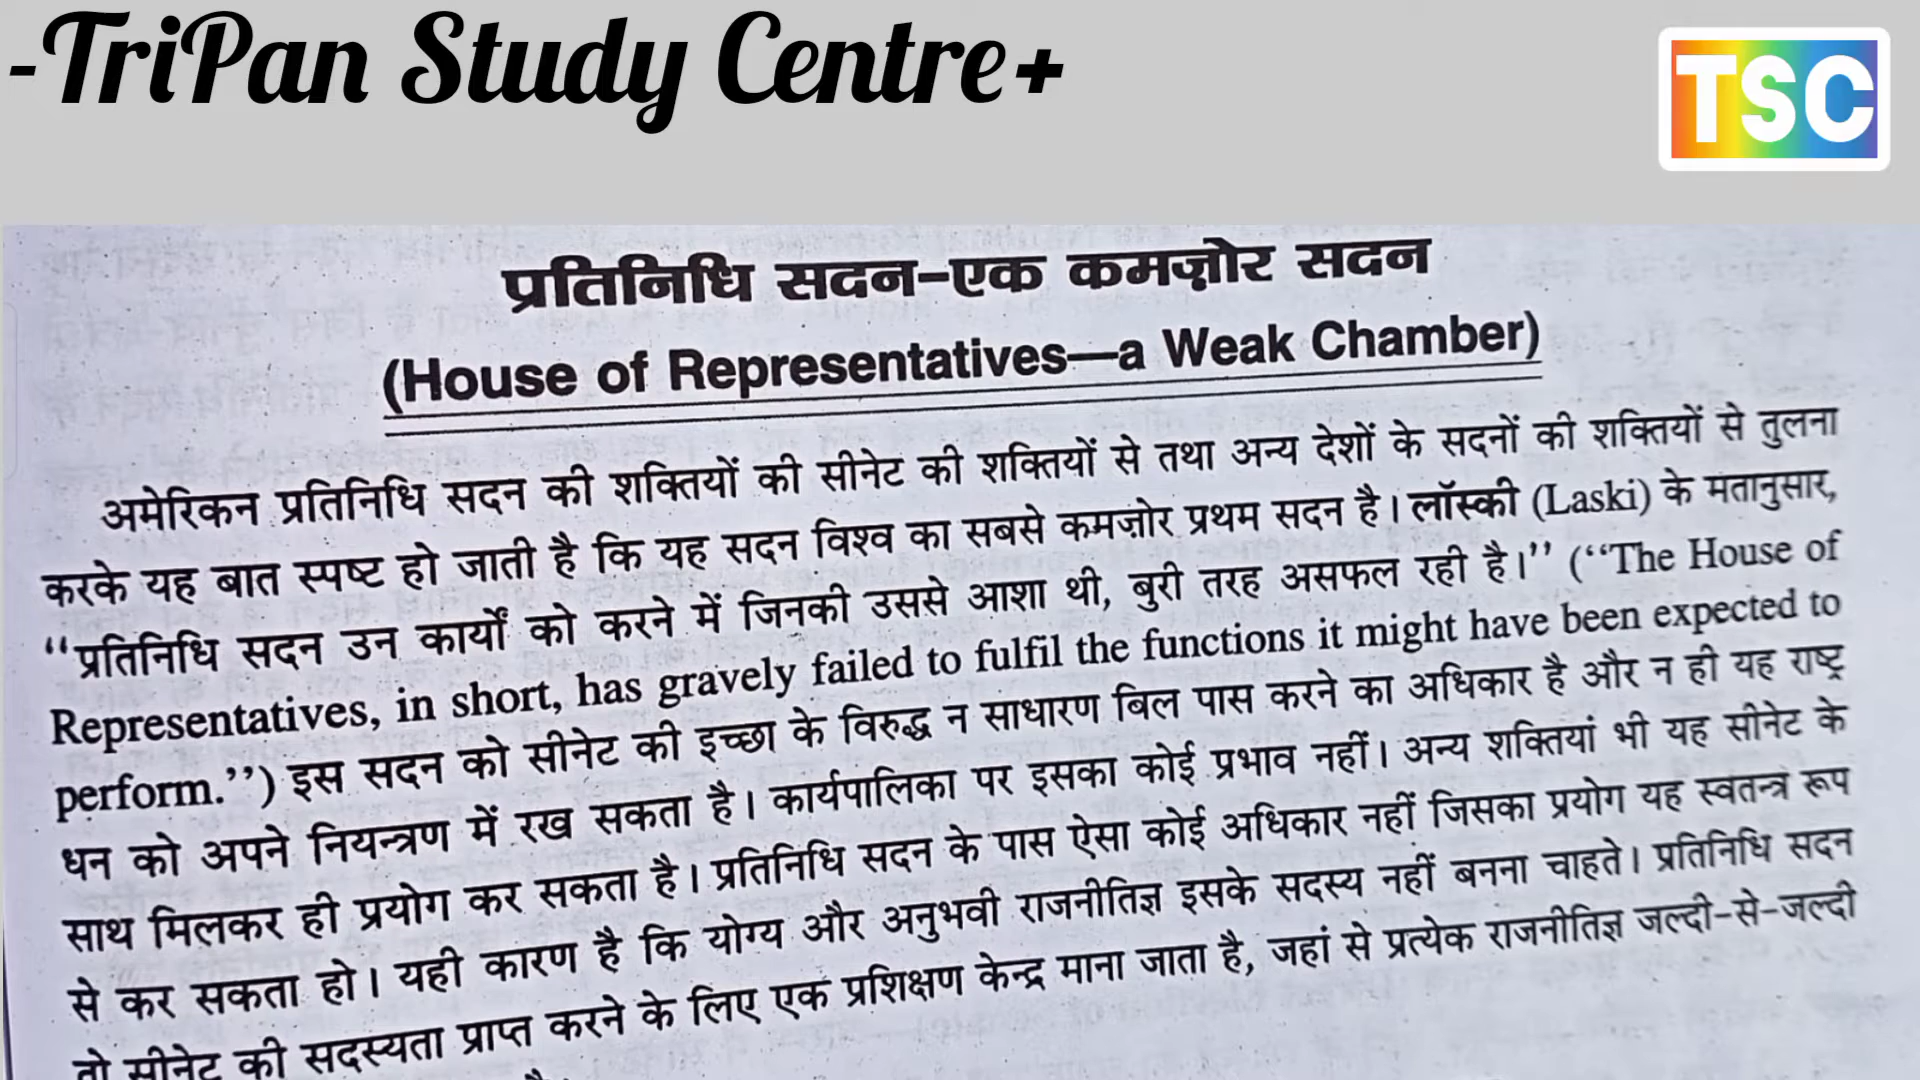 -TriPan Study Centre+
TSC
प्रतिनिधि सदन-एक कमज़ोर सदन
(House of Representatives—a Weak Chamber)
अमेरिकन प्रतिनिधि सदन की शक्तियों की सीनेट की शक्तियों से तथा अन्य देशों के सदनों की शक्तियों से तुलना
करके यह बात स्पष्ट हो जाती है कि यह सदन विश्व का सबसे कमज़ोर प्रथम सदन है। लॉस्की (Laski) के मतानुसार,
“प्रतिनिधि सदन उन कार्यों को करने में जिनकी उससे आशा थी, बुरी तरह असफल रही है।” (“The House of
Representatives, in short, has gravely failed to fulfil the functions it might have been expected to
perform.”) इस सदन को सीनेट की इच्छा के विरुद्ध न साधारण बिल पास करने का अधिकार है और न ही यह राष्ट्र
धन को अपने नियन्त्रण में रख सकता है। कार्यपालिका पर इसका कोई प्रभाव नहीं। अन्य शक्तियां भी यह सीनेट के
साथ मिलकर ही प्रयोग कर सकता है। प्रतिनिधि सदन के पास ऐसा कोई अधिकार नहीं जिसका प्रयोग यह स्वतन्त्र रूप
से कर सकता हो। यही कारण है कि योग्य और अनुभवी राजनीतिज्ञ इसके सदस्य नहीं बनना चाहते। प्रतिनिधि सदन
तो सीनेट की सदस्यता प्राप्त करने के लिए एक प्रशिक्षण केन्द्र माना जाता है, जहां से प्रत्येक राजनीतिज्ञ जल्दी-से-जल्दी